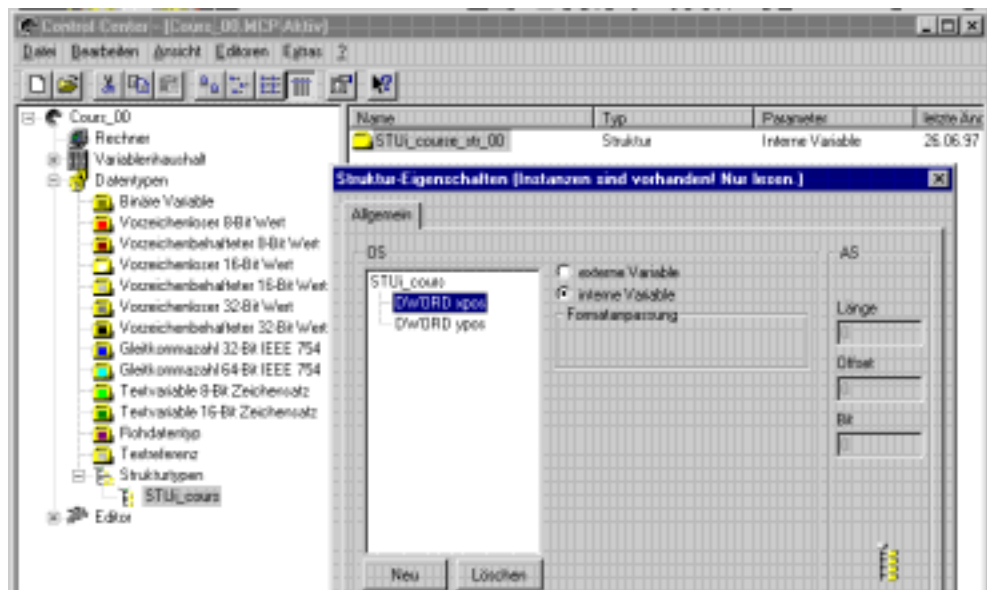 Control Center - [Cours_00.MCP:Aktiv]
Datei Bearbeiten Ansicht Editoren Extras ?
Cours_00
Rechner
Variablenhaushalt
Datentypen
Binäre Variable
Vorzeichenloser 8-Bit Wert
Vorzeichenbehafteter 8-Bit Wert
Vorzeichenloser 16-Bit Wert
Vorzeichenbehafteter 16-Bit Wert
Vorzeichenloser 32-Bit Wert
Vorzeichenbehafteter 32-Bit Wert
Gleitkommazahl 32-Bit IEEE 754
Gleitkommazahl 64-Bit IEEE 754
Textvariable 8-Bit Zeichensatz
Textvariable 16-Bit Zeichensatz
Rohdatentyp
Textreferenz
Strukturtypen
STUi_cours
Editor
Name Typ Parameter letzte Änd
STUi_course_str_00 Struktur Interne Variable 26.06.97
Struktur-Eigenschaften (Instanzen sind vorhanden! Nur lesen.)
Allgemein
OS
STUi_cours
DWORD xpos
DWORD ypos
externe Variable
interne Variable
Formatanpassung
AS
Länge
Offset
Bit
Neu Löschen